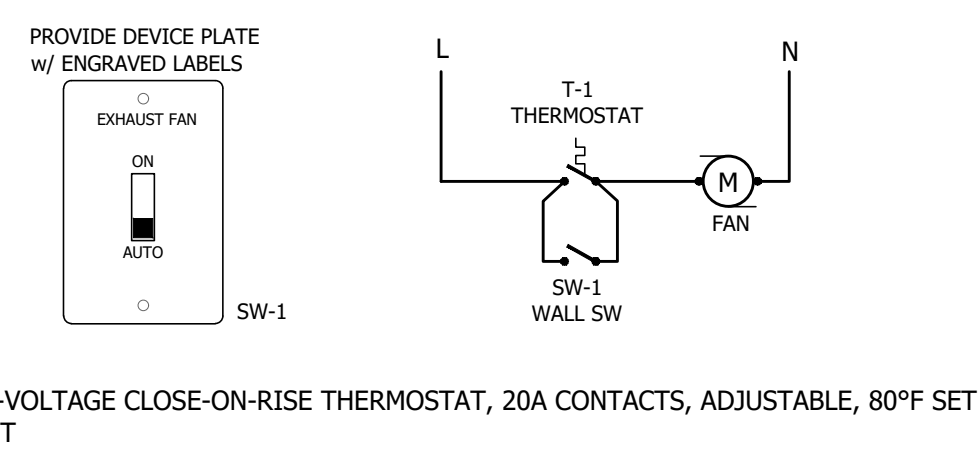 PROVIDE DEVICE PLATE
w/ ENGRAVED LABELS
EXHAUST FAN
ON
AUTO
SW-1
L
N
T-1
THERMOSTAT
M
FAN
SW-1
WALL SW
-VOLTAGE CLOSE-ON-RISE THERMOSTAT, 20A CONTACTS, ADJUSTABLE, 80°F SET
T